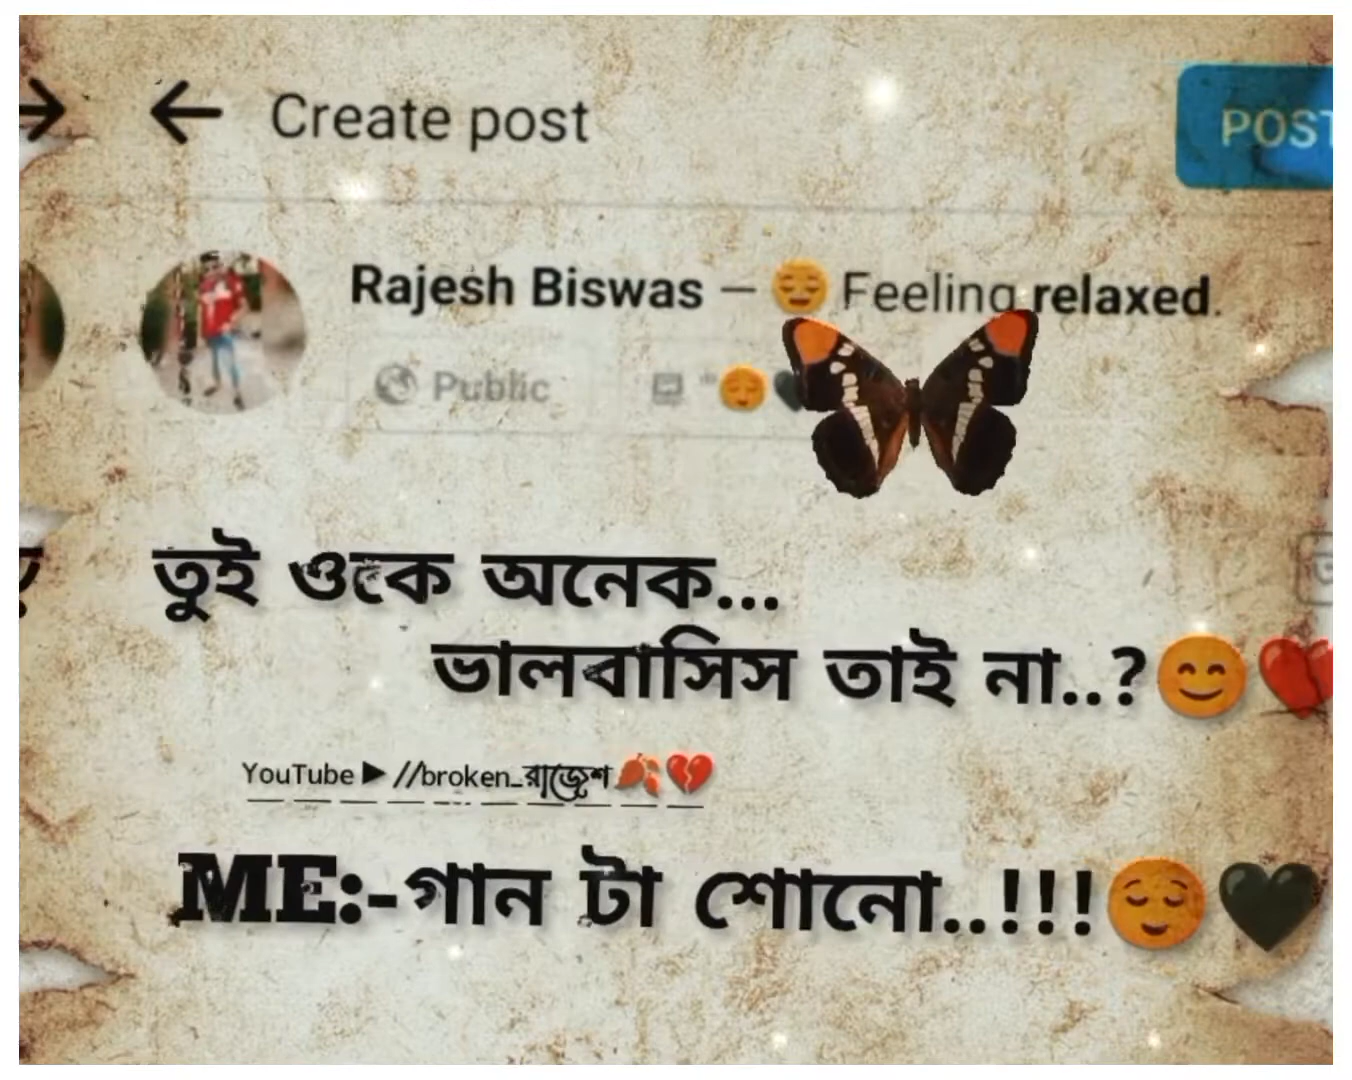 ← Create post
POST
Rajesh Biswas — 😌 Feeling relaxed.
Public
তুই ওকে অনেক...
ভালবাসিস তাই না..?😊💔
YouTube ▶ //broken_রাজেশ🍂💔
ME:-গান টা শোনো..!!!😌🖤